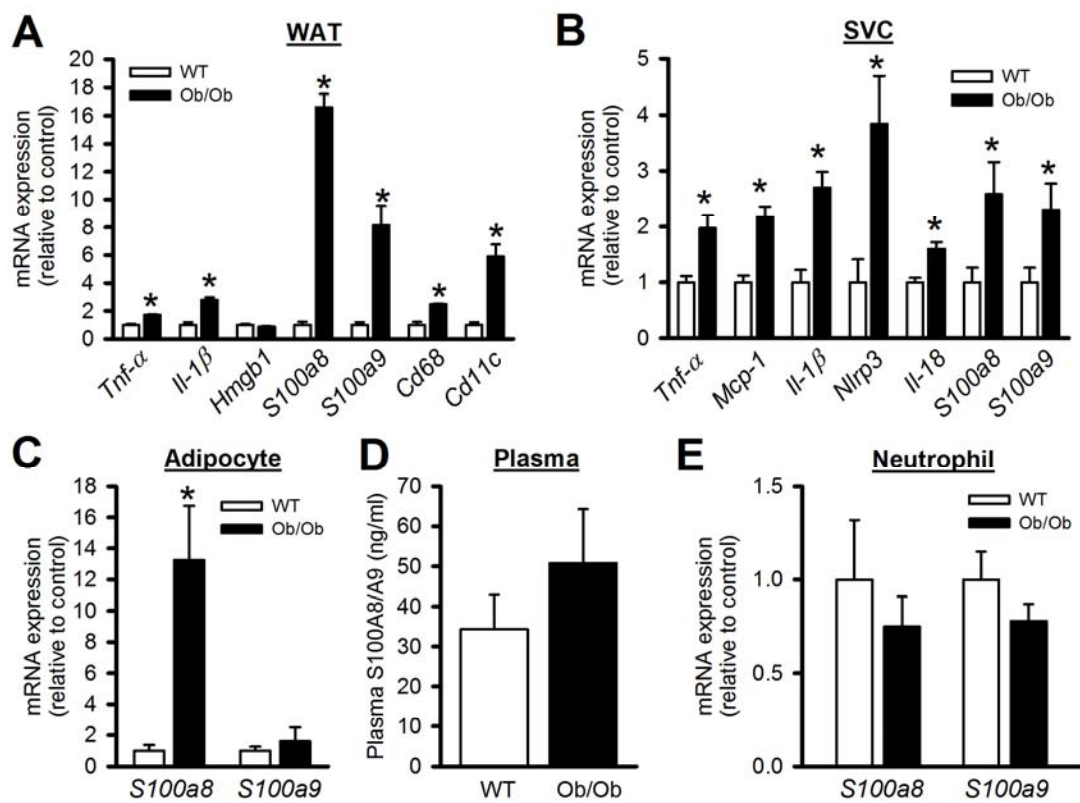 A
WAT
mRNA expression
(relative to control)
20
18
16
14
12
10
8
6
4
2
0
WT
Ob/Ob
*
*
*
*
*
*
Tnf-α
Il-1β
Hmgb1
S100a8
S100a9
Cd68
Cd11c
B
SVC
mRNA expression
(relative to control)
5
4
3
2
1
0
WT
Ob/Ob
*
*
*
*
*
*
*
Tnf-α
Mcp-1
Il-1β
Nlrp3
Il-18
S100a8
S100a9
C
Adipocyte
mRNA expression
(relative to control)
18
16
14
12
10
8
6
4
2
0
*
WT
Ob/Ob
S100a8
S100a9
D
Plasma
Plasma S100A8/A9 (ng/ml)
70
60
50
40
30
20
10
0
WT
Ob/Ob
E
Neutrophil
mRNA expression
(relative to control)
1.5
1.0
0.5
0.0
WT
Ob/Ob
S100a8
S100a9